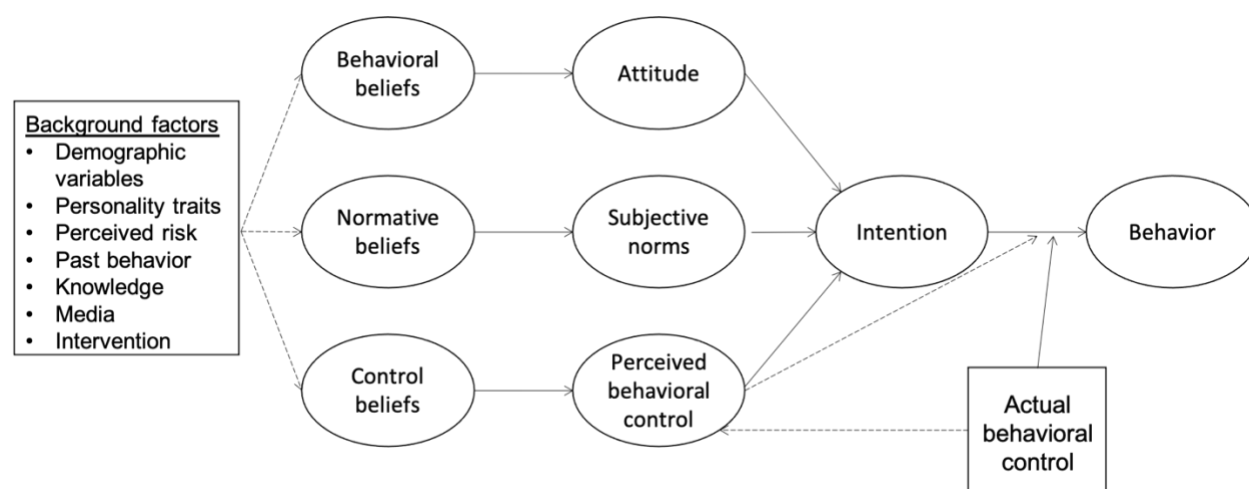 Background factors
• Demographic
variables
• Personality traits
• Perceived risk
• Past behavior
• Knowledge
• Media
• Intervention
Behavioral
beliefs
Attitude
Normative
beliefs
Subjective
norms
Intention
Behavior
Control
beliefs
Perceived
behavioral
control
Actual
behavioral
control